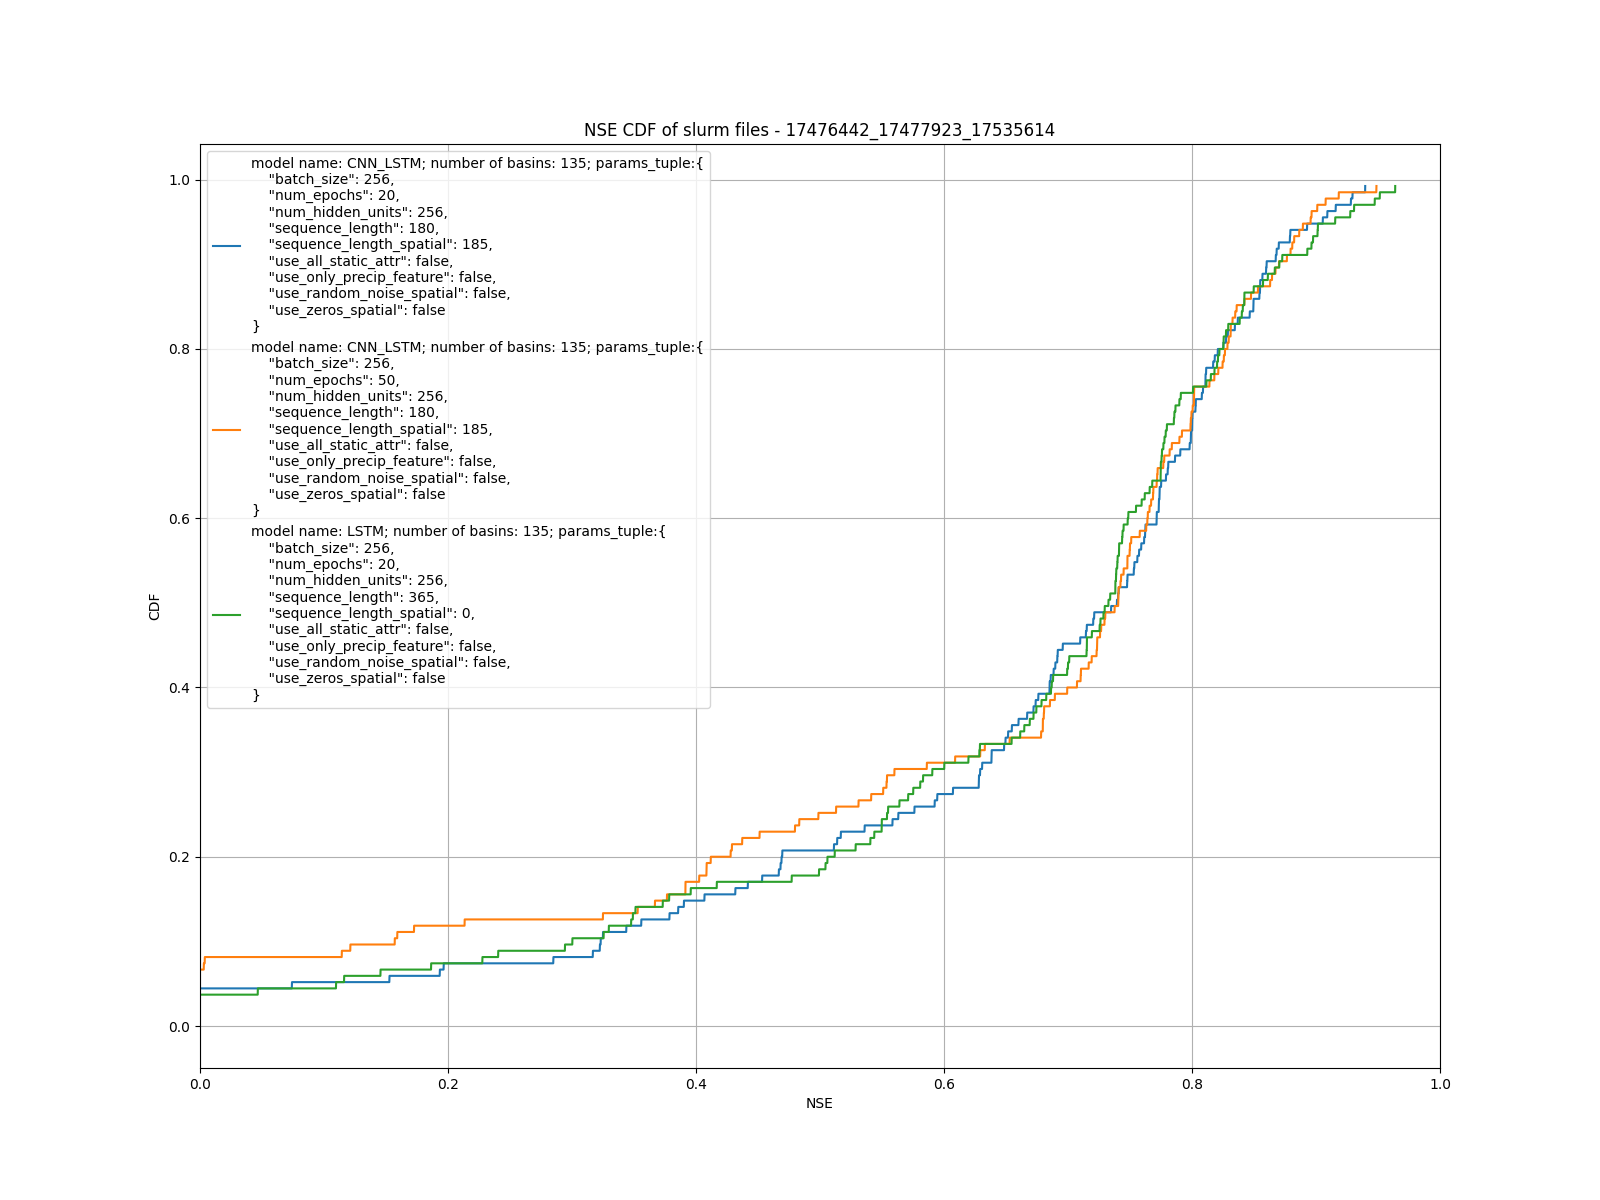 NSE CDF of slurm files - 17476442_17477923_17535614
model name: CNN_LSTM; number of basins: 135; params_tuple:{
"batch_size": 256,
"num_epochs": 20,
"num_hidden_units": 256,
"sequence_length": 180,
"sequence_length_spatial": 185,
"use_all_static_attr": false,
"use_only_precip_feature": false,
"use_random_noise_spatial": false,
"use_zeros_spatial": false
}
model name: CNN_LSTM; number of basins: 135; params_tuple:{
"batch_size": 256,
"num_epochs": 50,
"num_hidden_units": 256,
"sequence_length": 180,
"sequence_length_spatial": 185,
"use_all_static_attr": false,
"use_only_precip_feature": false,
"use_random_noise_spatial": false,
"use_zeros_spatial": false
}
model name: LSTM; number of basins: 135; params_tuple:{
"batch_size": 256,
"num_epochs": 20,
"num_hidden_units": 256,
"sequence_length": 365,
"sequence_length_spatial": 0,
"use_all_static_attr": false,
"use_only_precip_feature": false,
"use_random_noise_spatial": false,
"use_zeros_spatial": false
}
1.0
0.8
0.6
0.4
0.2
0.0
CDF
0.0 0.2 0.4 0.6 0.8 1.0
NSE